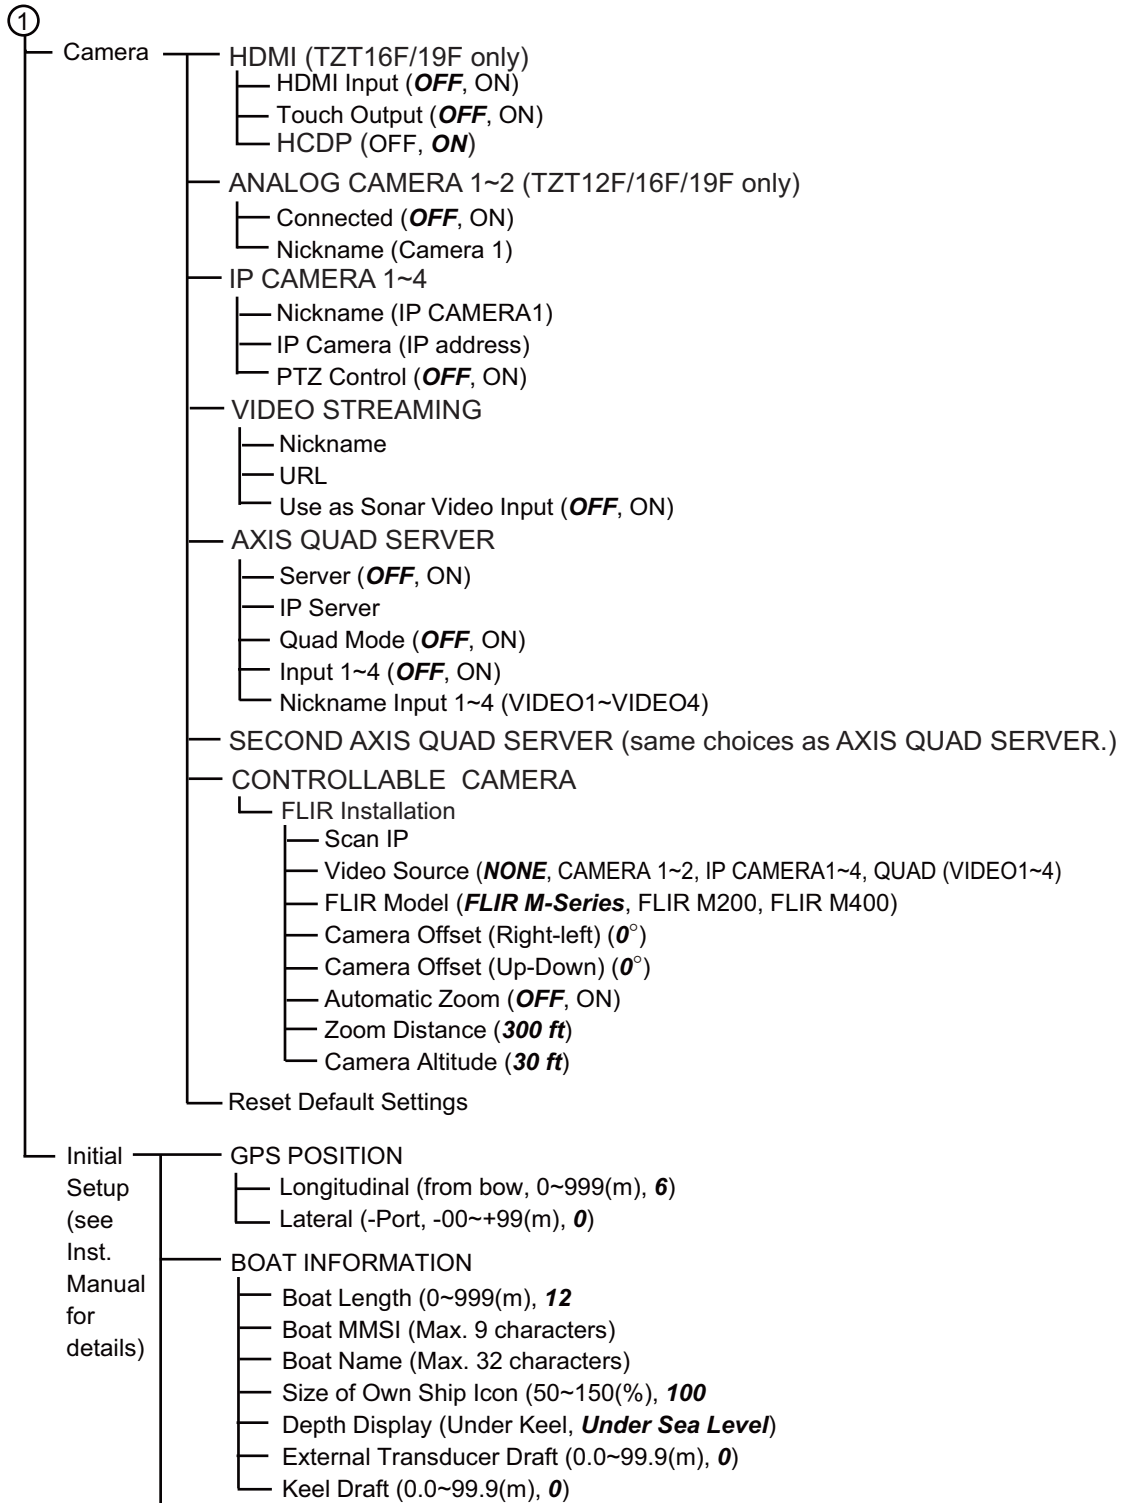 1
Camera
HDMI (TZT16F/19F only)
HDMI Input (OFF, ON)
Touch Output (OFF, ON)
HCDP (OFF, ON)
ANALOG CAMERA 1~2 (TZT12F/16F/19F only)
Connected (OFF, ON)
Nickname (Camera 1)
IP CAMERA 1~4
Nickname (IP CAMERA1)
IP Camera (IP address)
PTZ Control (OFF, ON)
VIDEO STREAMING
Nickname
URL
Use as Sonar Video Input (OFF, ON)
AXIS QUAD SERVER
Server (OFF, ON)
IP Server
Quad Mode (OFF, ON)
Input 1~4 (OFF, ON)
Nickname Input 1~4 (VIDEO1~VIDEO4)
SECOND AXIS QUAD SERVER (same choices as AXIS QUAD SERVER.)
CONTROLLABLE CAMERA
FLIR Installation
Scan IP
Video Source (NONE, CAMERA 1~2, IP CAMERA1~4, QUAD (VIDEO1~4)
FLIR Model (FLIR M-Series, FLIR M200, FLIR M400)
Camera Offset (Right-left) (0°)
Camera Offset (Up-Down) (0°)
Automatic Zoom (OFF, ON)
Zoom Distance (300 ft)
Camera Altitude (30 ft)
Reset Default Settings
Initial
Setup
(see
Inst.
Manual
for
details)
GPS POSITION
Longitudinal (from bow, 0~999(m), 6)
Lateral (-Port, -00~+99(m), 0)
BOAT INFORMATION
Boat Length (0~999(m), 12
Boat MMSI (Max. 9 characters)
Boat Name (Max. 32 characters)
Size of Own Ship Icon (50~150(%), 100
Depth Display (Under Keel, Under Sea Level)
External Transducer Draft (0.0~99.9(m), 0)
Keel Draft (0.0~99.9(m), 0)